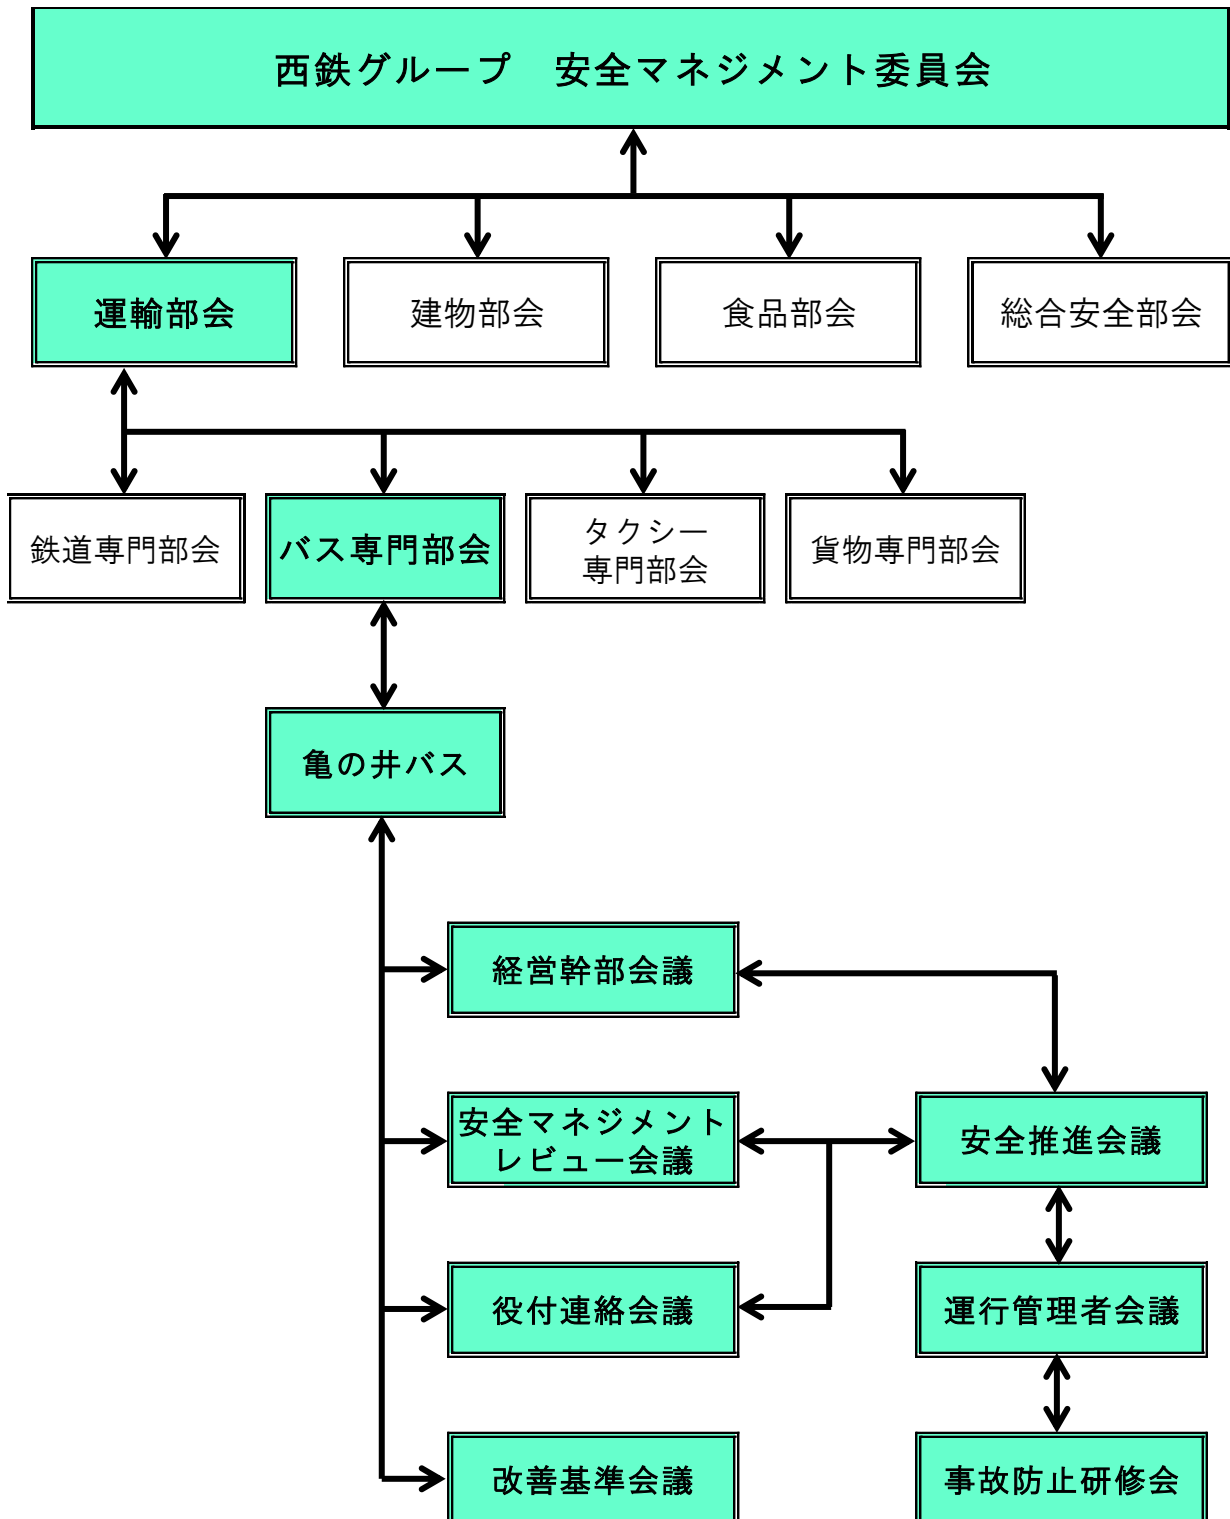 西鉄グループ　安全マネジメント委員会
運輸部会
建物部会
食品部会
総合安全部会
鉄道専門部会
バス専門部会
タクシー
専門部会
貨物専門部会
亀の井バス
経営幹部会議
安全マネジメント
レビュー会議
安全推進会議
役付連絡会議
運行管理者会議
改善基準会議
事故防止研修会